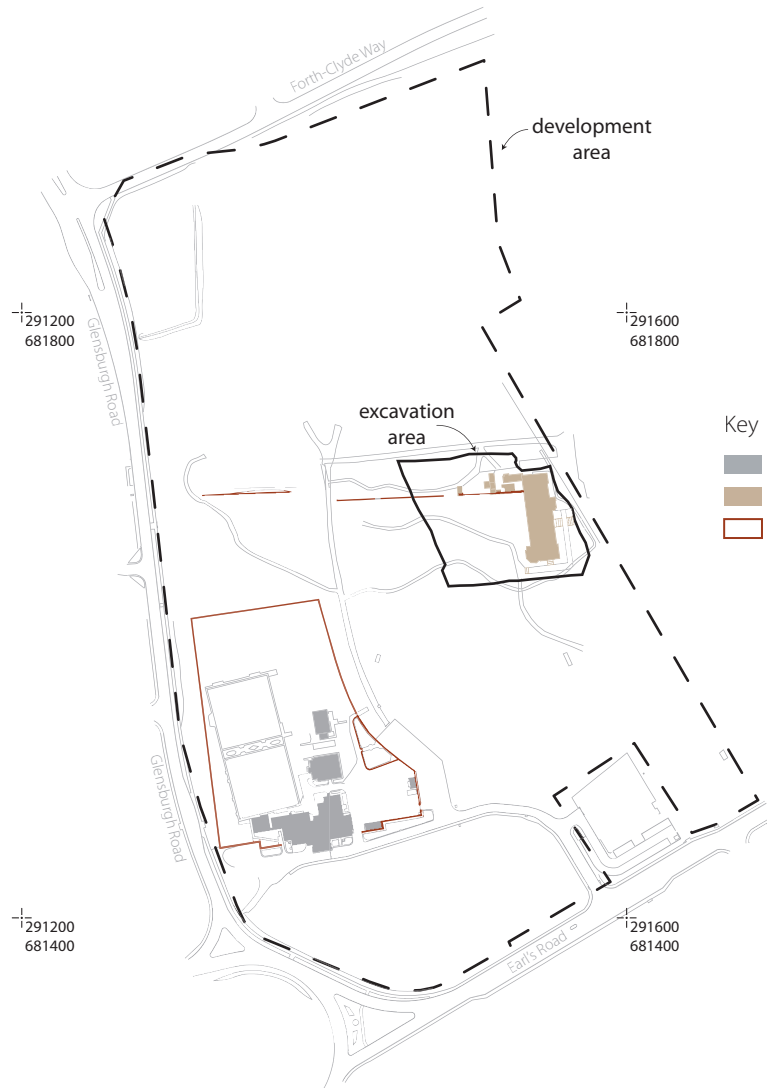 Forth-Clyde Way
development
area
291200
681800
291600
681800
Glensburgh Road
excavation
area
Key
Glensburgh Road
291200
681400
291600
681400
Earl's Road